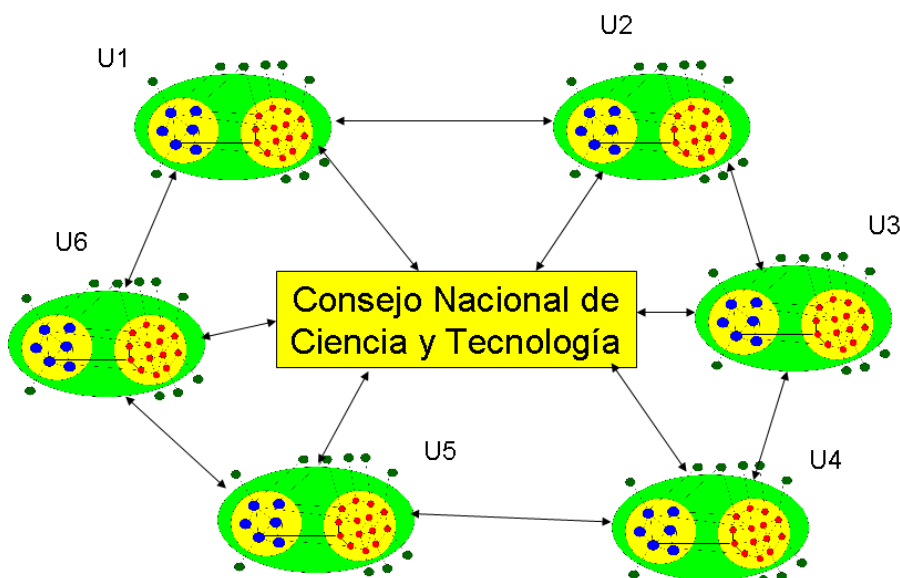 U1
U2
U3
U6
Consejo Nacional de
Ciencia y Tecnología
U5
U4